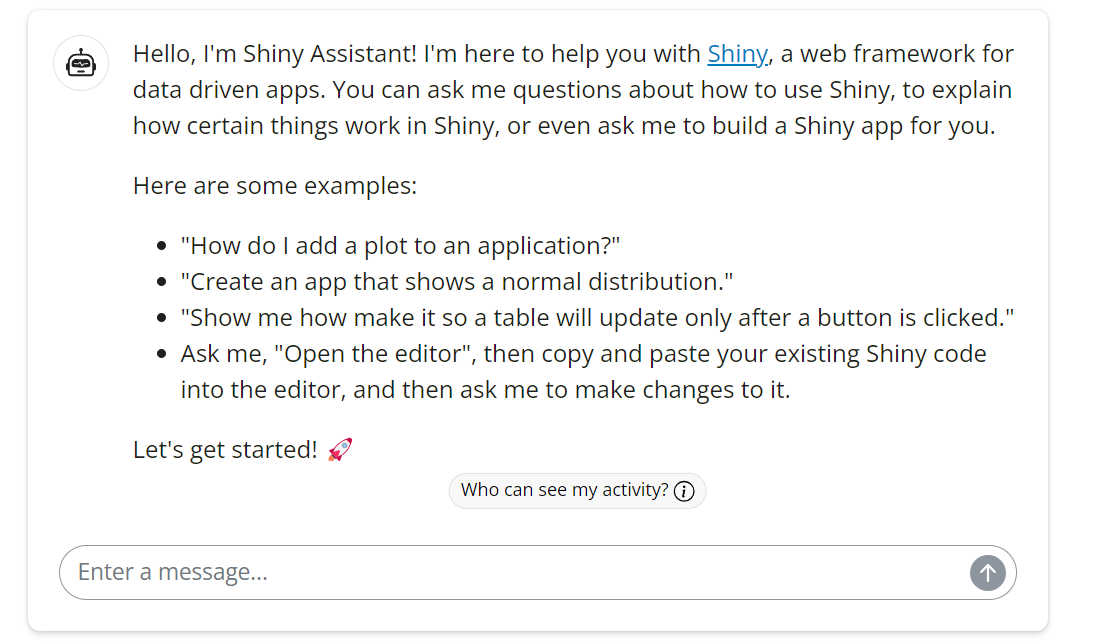 Hello, I'm Shiny Assistant! I'm here to help you with Shiny, a web framework for
data driven apps. You can ask me questions about how to use Shiny, to explain
how certain things work in Shiny, or even ask me to build a Shiny app for you.
Here are some examples:
"How do I add a plot to an application?"
"Create an app that shows a normal distribution."
"Show me how make it so a table will update only after a button is clicked."
Ask me, "Open the editor", then copy and paste your existing Shiny code
into the editor, and then ask me to make changes to it.
Let's get started! 🚀
Who can see my activity?
Enter a message...